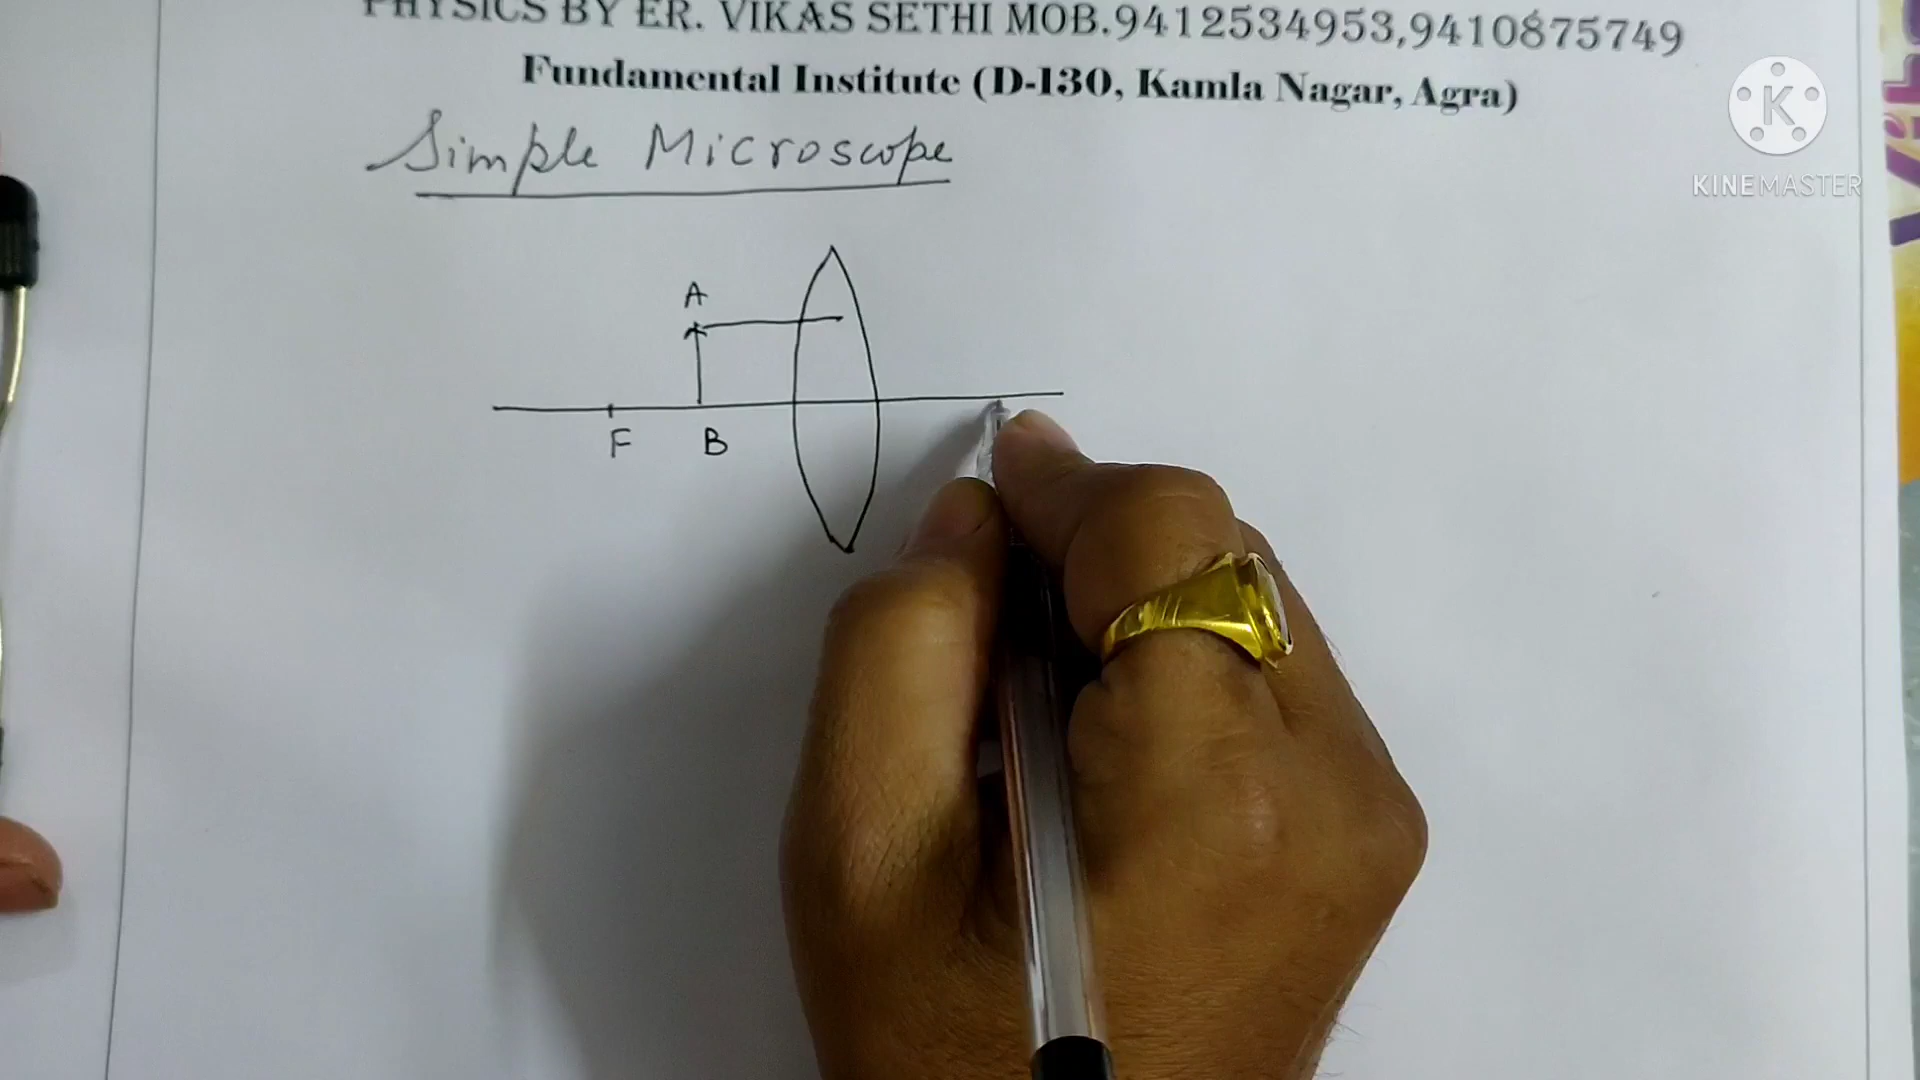 PHYSICS BY ER. VIKAS SETHI MOB.9412534953,9410875749
Fundamental Institute (D-130, Kamla Nagar, Agra)
K
KINEMASTER
Simple Microscope
A
F B